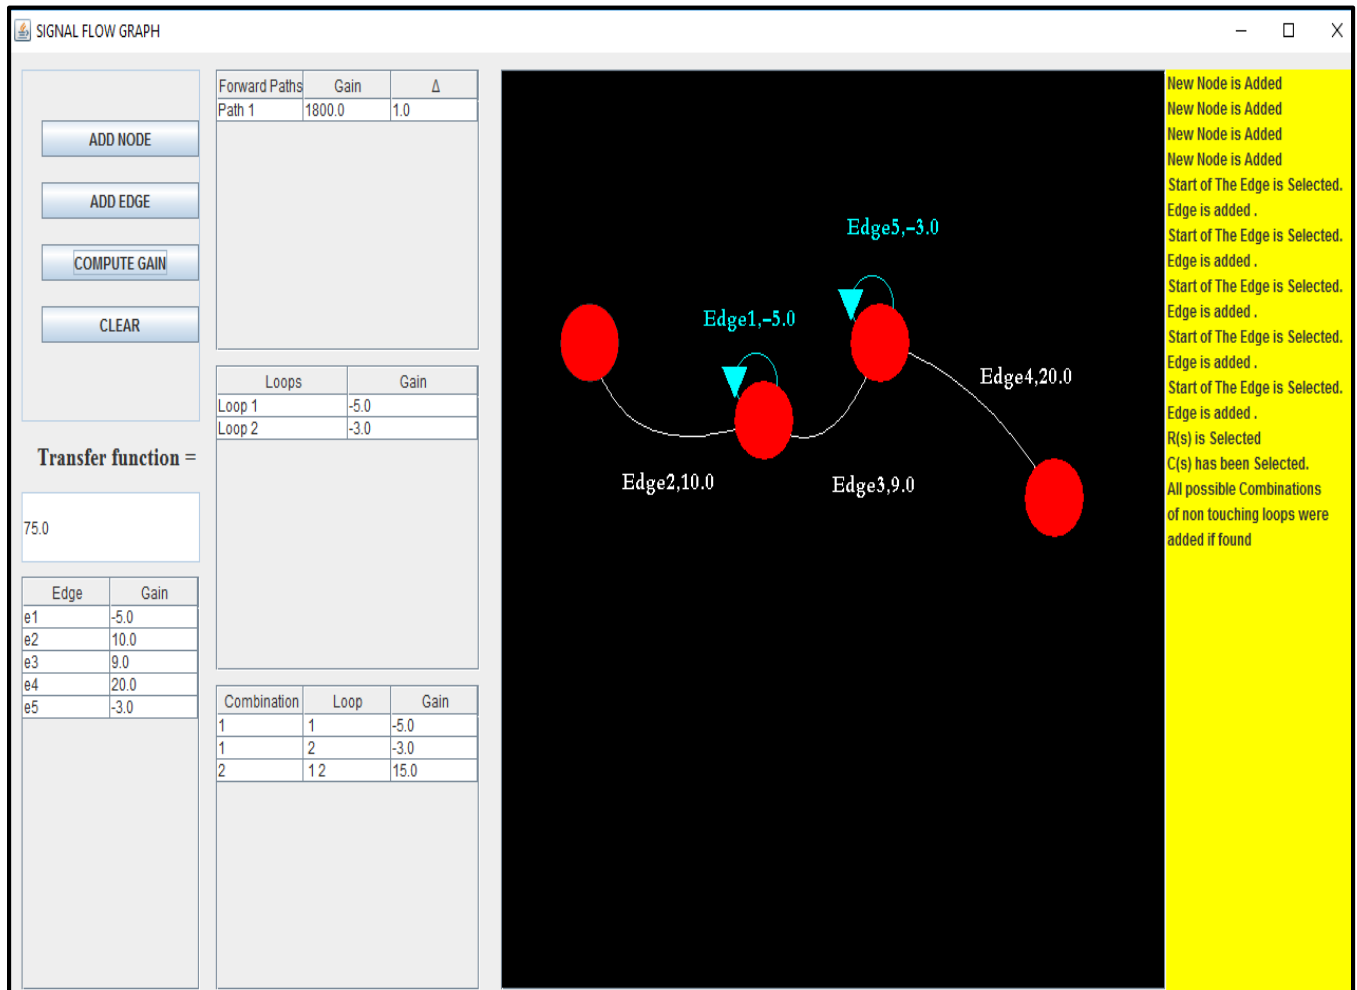 SIGNAL FLOW GRAPH
ADD NODE
ADD EDGE
COMPUTE GAIN
CLEAR
Transfer function =
75.0
Edge Gain
e1 -5.0
e2 10.0
e3 9.0
e4 20.0
e5 -3.0
Forward Paths Gain Δ
Path 1 1800.0 1.0
Loops Gain
Loop 1 -5.0
Loop 2 -3.0
Combination Loop Gain
1 1 -5.0
1 2 -3.0
2 1 2 15.0
Edge5,-3.0
Edge1,-5.0
Edge4,20.0
Edge2,10.0
Edge3,9.0
New Node is Added
New Node is Added
New Node is Added
New Node is Added
Start of The Edge is Selected.
Edge is added .
Start of The Edge is Selected.
Edge is added .
Start of The Edge is Selected.
Edge is added .
Start of The Edge is Selected.
Edge is added .
Start of The Edge is Selected.
Edge is added .
R(s) is Selected
C(s) has been Selected.
All possible Combinations
of non touching loops were
added if found